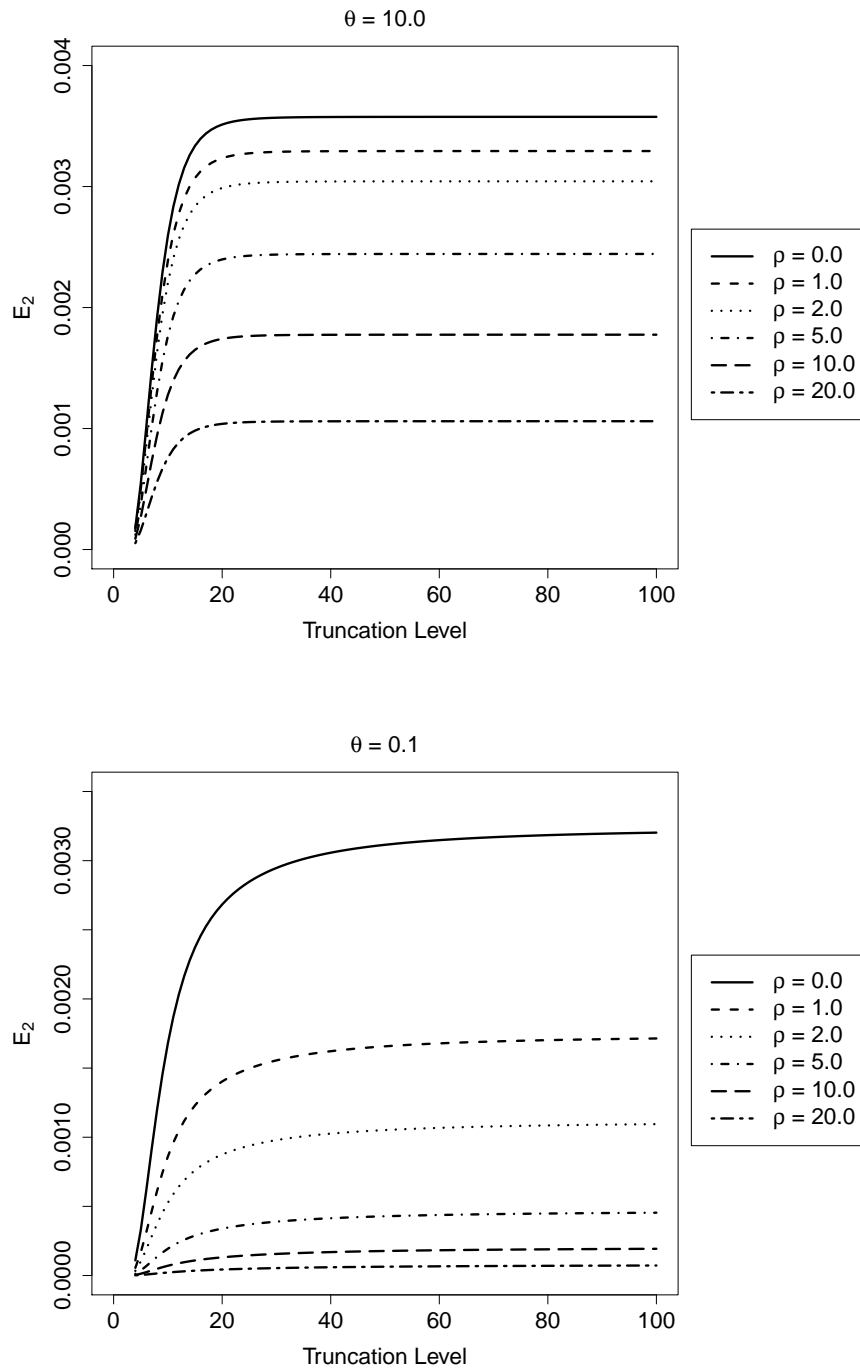 θ = 10.0
0.004
0.003
0.002
0.001
0.000
E₂
0 20 40 60 80 100
Truncation Level
ρ = 0.0
ρ = 1.0
ρ = 2.0
ρ = 5.0
ρ = 10.0
ρ = 20.0
θ = 0.1
0.0030
0.0020
0.0010
0.0000
E₂
0 20 40 60 80 100
Truncation Level
ρ = 0.0
ρ = 1.0
ρ = 2.0
ρ = 5.0
ρ = 10.0
ρ = 20.0